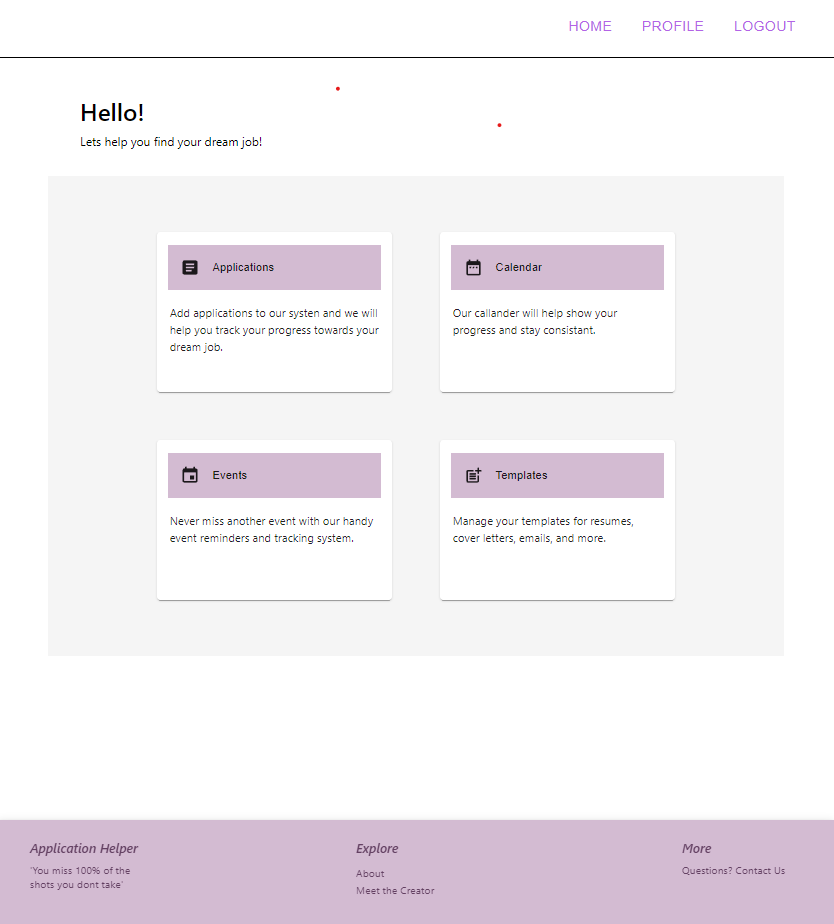 HOME PROFILE LOGOUT
Hello!
Lets help you find your dream job!
Applications
Add applications to our systen and we will
help you track your progress towards your
dream job.
Calendar
Our callander will help show your
progress and stay consistant.
Events
Never miss another event with our handy
event reminders and tracking system.
Templates
Manage your templates for resumes,
cover letters, emails, and more.
Application Helper
'You miss 100% of the
shots you dont take'
Explore
About
Meet the Creator
More
Questions? Contact Us